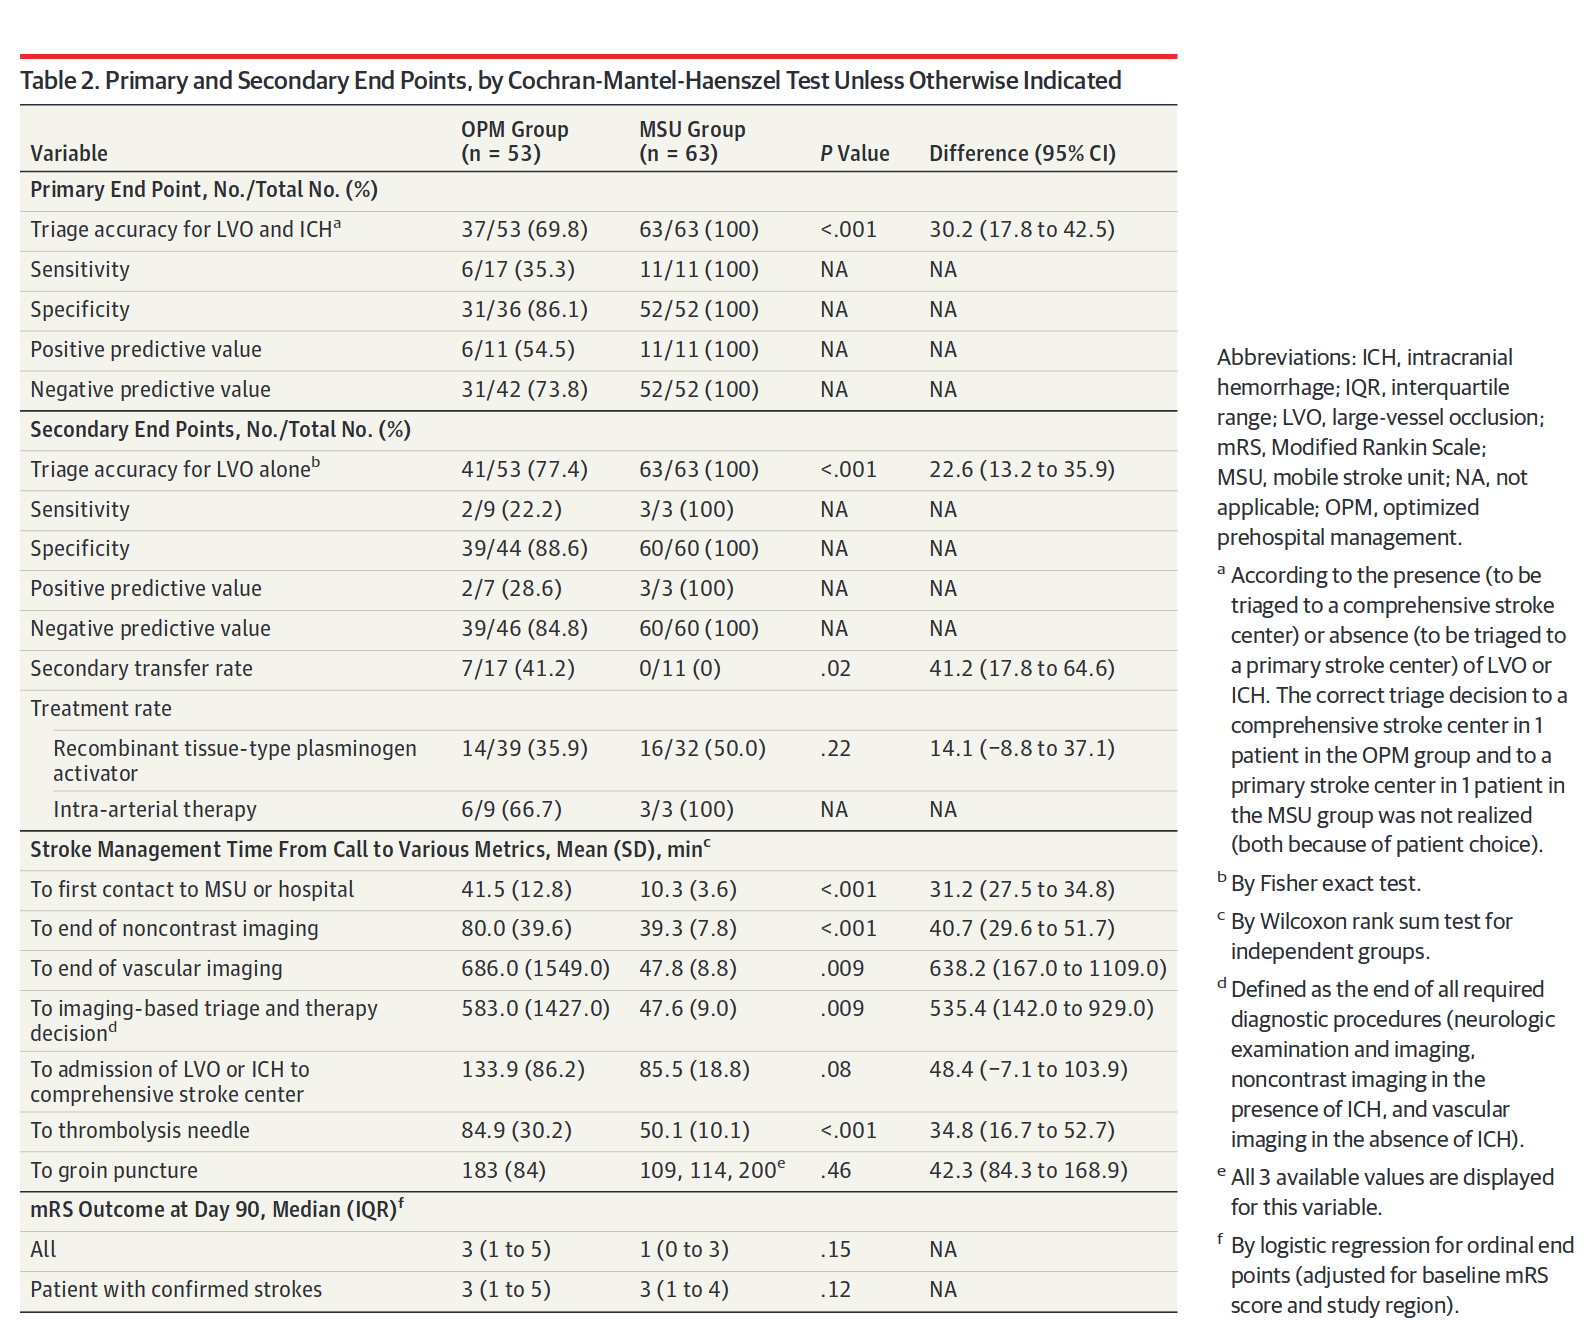 Table 2. Primary and Secondary End Points, by Cochran-Mantel-Haenszel Test Unless Otherwise Indicated
Variable OPM Group (n = 53) MSU Group (n = 63) P Value Difference (95% CI)
Primary End Point, No./Total No. (%)
Triage accuracy for LVO and ICHa 37/53 (69.8) 63/63 (100) <.001 30.2 (17.8 to 42.5)
Sensitivity 6/17 (35.3) 11/11 (100) NA NA
Specificity 31/36 (86.1) 52/52 (100) NA NA
Positive predictive value 6/11 (54.5) 11/11 (100) NA NA
Negative predictive value 31/42 (73.8) 52/52 (100) NA NA
Secondary End Points, No./Total No. (%)
Triage accuracy for LVO aloneb 41/53 (77.4) 63/63 (100) <.001 22.6 (13.2 to 35.9)
Sensitivity 2/9 (22.2) 3/3 (100) NA NA
Specificity 39/44 (88.6) 60/60 (100) NA NA
Positive predictive value 2/7 (28.6) 3/3 (100) NA NA
Negative predictive value 39/46 (84.8) 60/60 (100) NA NA
Secondary transfer rate 7/17 (41.2) 0/11 (0) .02 41.2 (17.8 to 64.6)
Treatment rate
Recombinant tissue-type plasminogen 14/39 (35.9) 16/32 (50.0) .22 14.1 (−8.8 to 37.1)
activator
Intra-arterial therapy 6/9 (66.7) 3/3 (100) NA NA
Stroke Management Time From Call to Various Metrics, Mean (SD), minc
To first contact to MSU or hospital 41.5 (12.8) 10.3 (3.6) <.001 31.2 (27.5 to 34.8)
To end of noncontrast imaging 80.0 (39.6) 39.3 (7.8) <.001 40.7 (29.6 to 51.7)
To end of vascular imaging 686.0 (1549.0) 47.8 (8.8) .009 638.2 (167.0 to 1109.0)
To imaging-based triage and therapy 583.0 (1427.0) 47.6 (9.0) .009 535.4 (142.0 to 929.0)
decisiond
To admission of LVO or ICH to 133.9 (86.2) 85.5 (18.8) .08 48.4 (−7.1 to 103.9)
comprehensive stroke center
To thrombolysis needle 84.9 (30.2) 50.1 (10.1) <.001 34.8 (16.7 to 52.7)
To groin puncture 183 (84) 109, 114, 200e .46 42.3 (84.3 to 168.9)
mRS Outcome at Day 90, Median (IQR)f
All 3 (1 to 5) 1 (0 to 3) .15 NA
Patient with confirmed strokes 3 (1 to 5) 3 (1 to 4) .12 NA
Abbreviations: ICH, intracranial
hemorrhage; IQR, interquartile
range; LVO, large-vessel occlusion;
mRS, Modified Rankin Scale;
MSU, mobile stroke unit; NA, not
applicable; OPM, optimized
prehospital management.
a According to the presence (to be
triaged to a comprehensive stroke
center) or absence (to be triaged to
a primary stroke center) of LVO or
ICH. The correct triage decision to a
comprehensive stroke center in 1
patient in the OPM group and to a
primary stroke center in 1 patient in
the MSU group was not realized
(both because of patient choice).
b By Fisher exact test.
c By Wilcoxon rank sum test for
independent groups.
d Defined as the end of all required
diagnostic procedures (neurologic
examination and imaging,
noncontrast imaging in the
presence of ICH, and vascular
imaging in the absence of ICH).
e All 3 available values are displayed
for this variable.
f By logistic regression for ordinal end
points (adjusted for baseline mRS
score and study region).